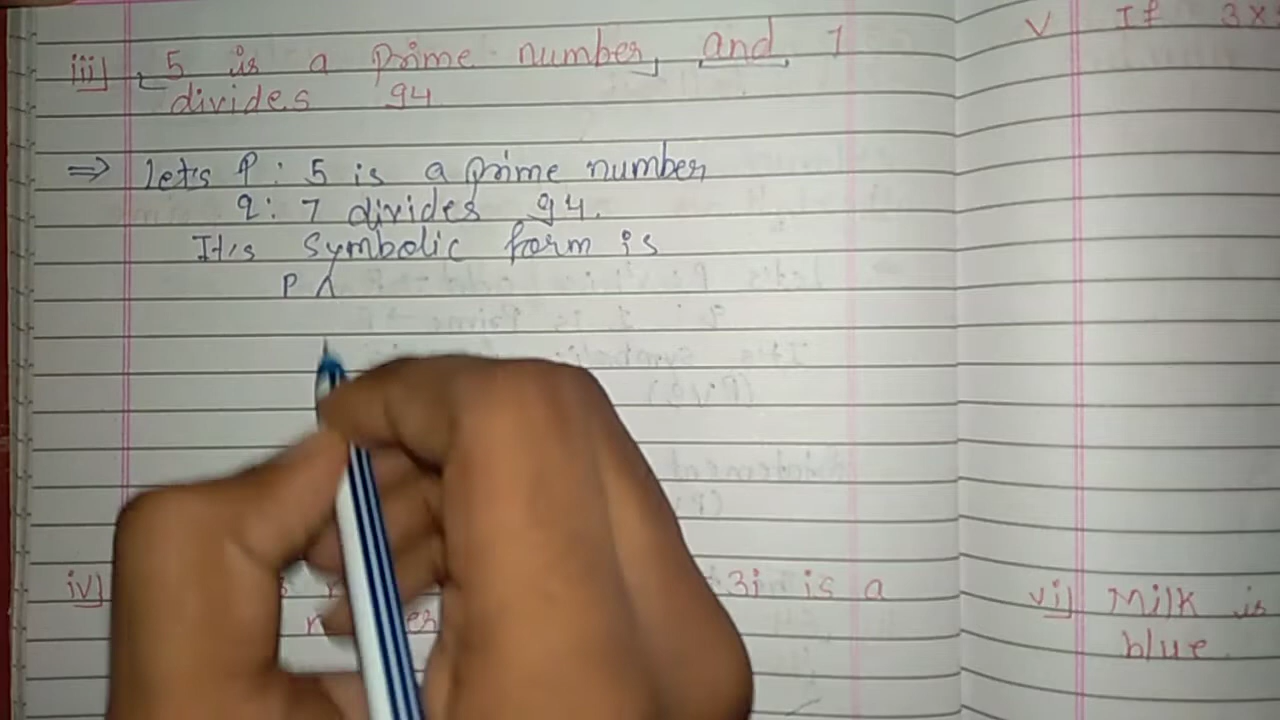 iii] 5 is a prime number, and 7
divides 94
⇒ Let's P : 5 is a prime number
q : 7 divides 94.
It's symbolic form is
P ∧
iv] 3i is a
V If 3x
vi] Milk is
blue